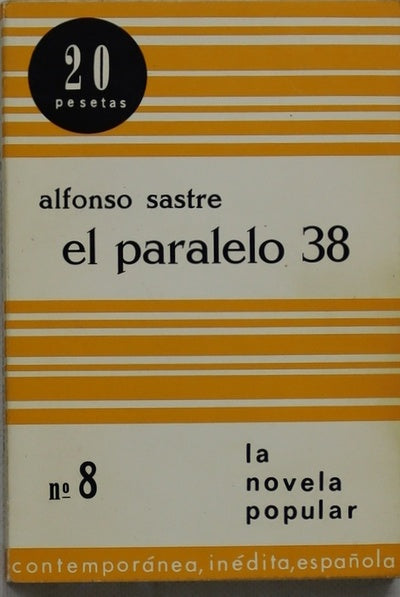 20
pesetas
alfonso sastre
el paralelo 38
nº 8
la
novela
popular
contemporánea, inédita, española